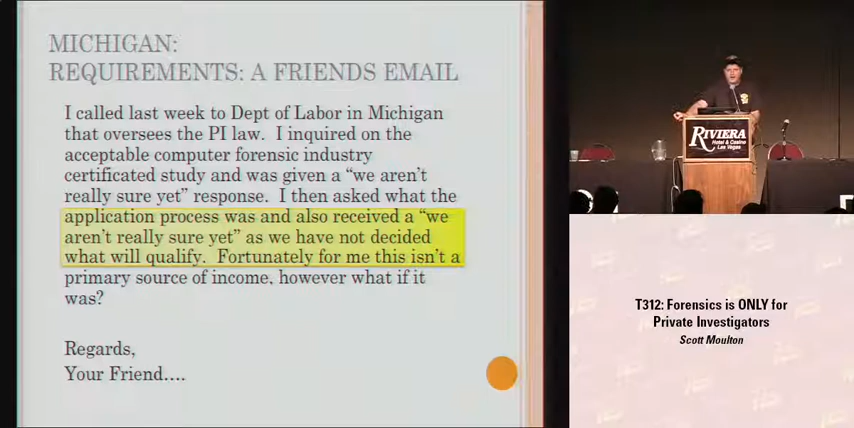 MICHIGAN:
REQUIREMENTS: A FRIENDS EMAIL
I called last week to Dept of Labor in Michigan
that oversees the PI law.  I inquired on the
acceptable computer forensic industry
certificated study and was given a “we aren’t
really sure yet” response.  I then asked what the
application process was and also received a “we
aren’t really sure yet” as we have not decided
what will qualify.  Fortunately for me this isn’t a
primary source of income, however what if it
was?
Regards,
Your Friend….
RIVIERA
Hotel & Casino
Las Vegas
T312: Forensics is ONLY for
Private Investigators
Scott Moulton